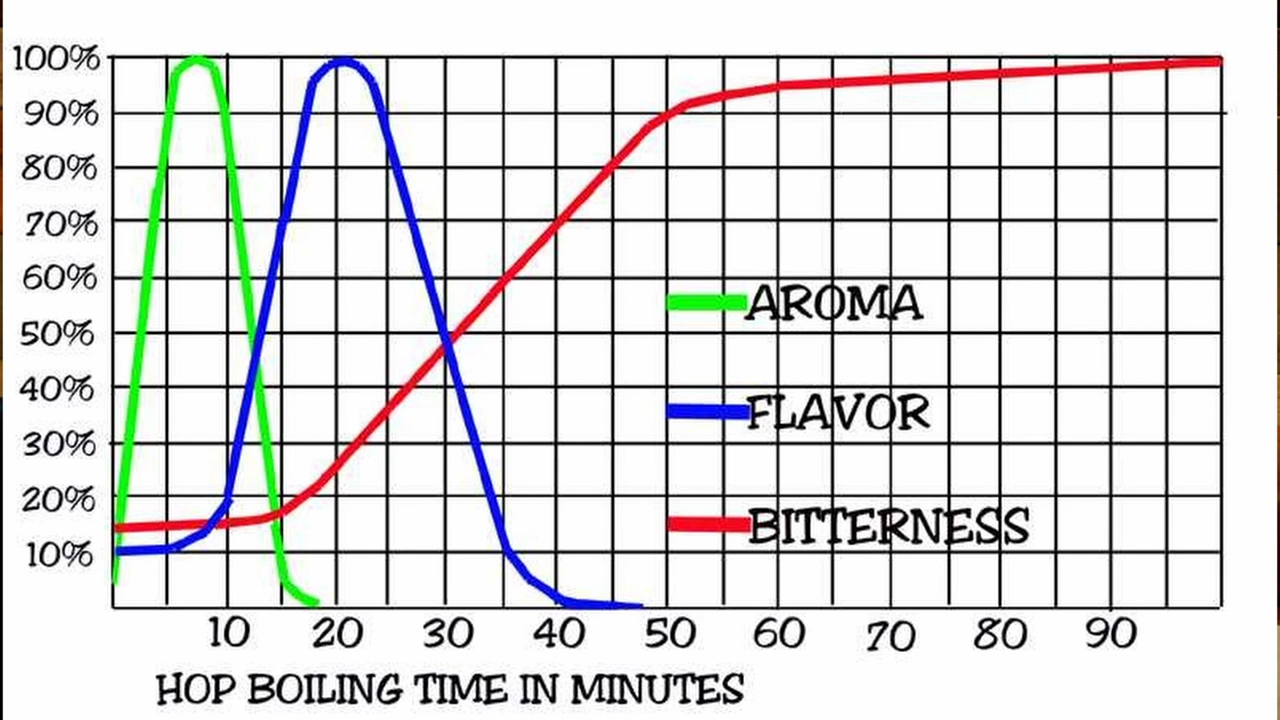 100%
90%
80%
70%
60%
50%
40%
30%
20%
10%
AROMA
FLAVOR
BITTERNESS
10 20 30 40 50 60 70 80 90
HOP BOILING TIME IN MINUTES